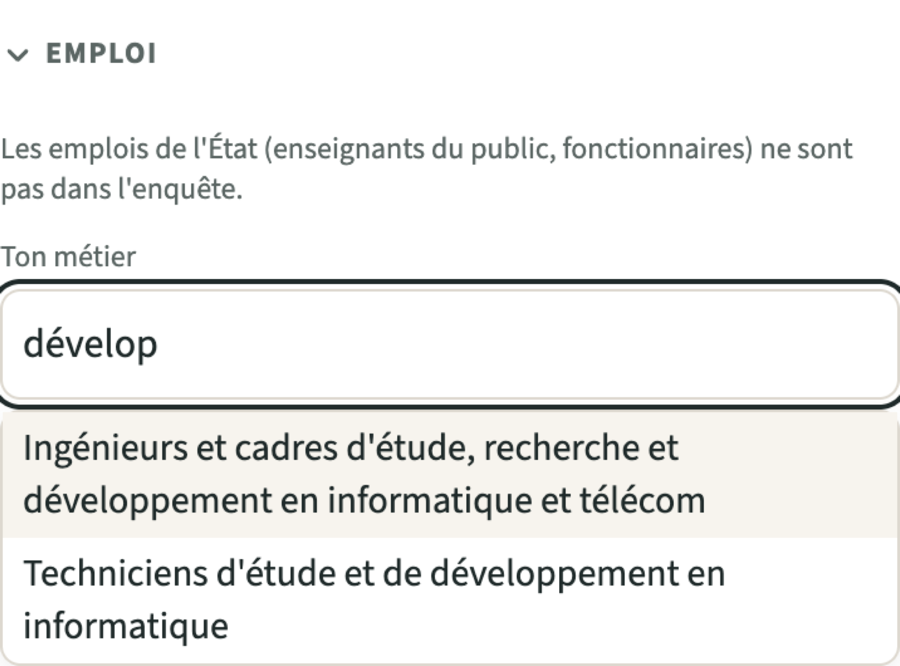 EMPLOI
Les emplois de l'État (enseignants du public, fonctionnaires) ne sont
pas dans l'enquête.
Ton métier
dévelop
Ingénieurs et cadres d'étude, recherche et
développement en informatique et télécom
Techniciens d'étude et de développement en
informatique